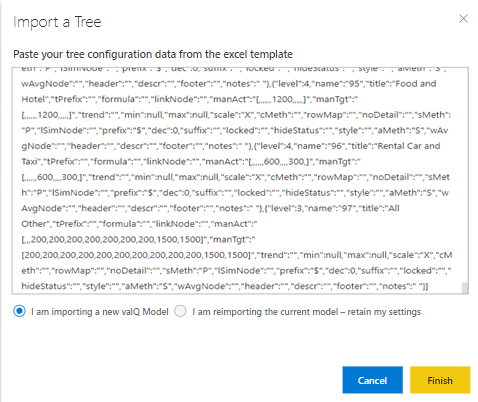 Import a Tree
Paste your tree configuration data from the excel template
eth":"P","lSimNode":"","prefix":"$","dec":0,"suffix":"","locked":"","hideStatus":"","style":"","aMeth":"S","
wAvgNode":"","header":"","descr":"","footer":"","notes":" "},{"level":4,"name":"95","title":"Food and
Hotel","tPrefix":"","formula":"","linkNode":"","manAct":"[,,,,,,1200,,,,,]","manTgt":"
[,,,,,,1200,,,,,]","trend":"","min":null,"max":null,"scale":"X","cMeth":"","rowMap":"","noDetail":"","sMeth":
"P","lSimNode":"","prefix":"$","dec":0,"suffix":"","locked":"","hideStatus":"","style":"","aMeth":"S","wAv
gNode":"","header":"","descr":"","footer":"","notes":" "},{"level":4,"name":"96","title":"Rental Car and
Taxi","tPrefix":"","formula":"","linkNode":"","manAct":"[,,,,,,600,,,300,]","manTgt":"
[,,,,,,600,,,300,]","trend":"","min":null,"max":null,"scale":"X","cMeth":"","rowMap":"","noDetail":"","sMet
h":"P","lSimNode":"","prefix":"$","dec":0,"suffix":"","locked":"","hideStatus":"","style":"","aMeth":"S","w
AvgNode":"","header":"","descr":"","footer":"","notes":" "},{"level":3,"name":"97","title":"All
Other","tPrefix":"","formula":"","linkNode":"","manAct":"
[,,200,200,200,200,200,200,200,1500,1500]","manTgt":"
[200,200,200,200,200,200,200,200,200,200,1500,1500]","trend":"","min":null,"max":null,"scale":"X","cM
eth":"","rowMap":"","noDetail":"","sMeth":"P","lSimNode":"","prefix":"$","dec":0,"suffix":"","locked":"","
hideStatus":"","style":"","aMeth":"S","wAvgNode":"","header":"","descr":"","footer":"","notes":" "}]
I am importing a new valQ Model I am reimporting the current model – retain my settings
Cancel Finish